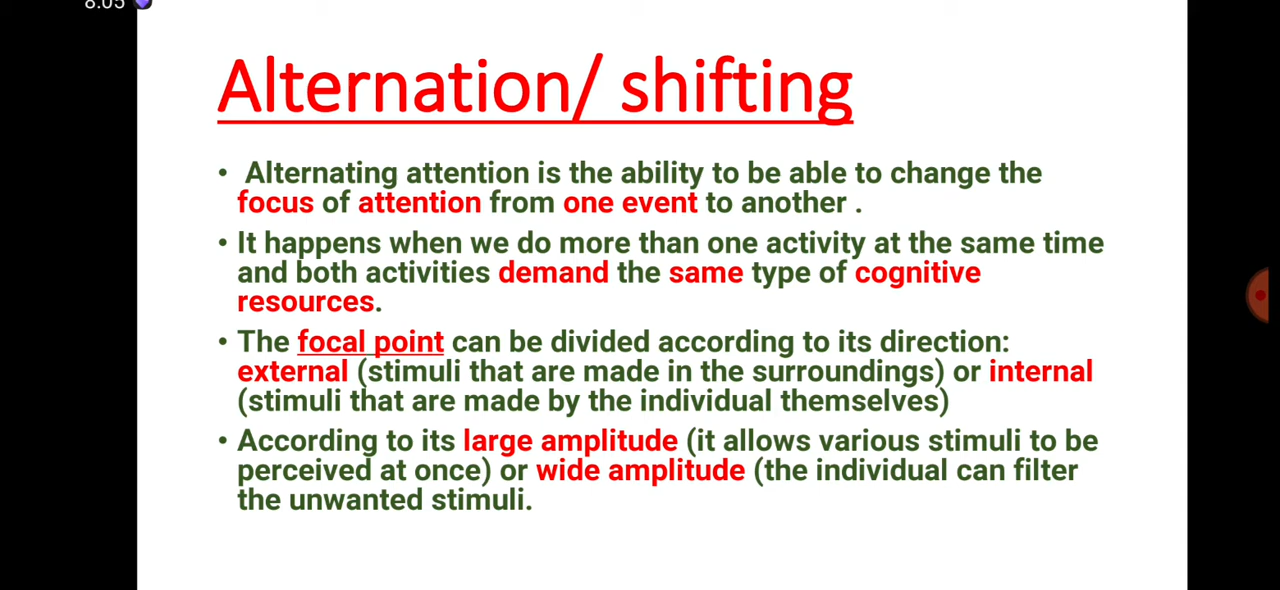 8:05
Alternation/ shifting
• Alternating attention is the ability to be able to change the
focus of attention from one event to another .
• It happens when we do more than one activity at the same time
and both activities demand the same type of cognitive
resources.
• The focal point can be divided according to its direction:
external (stimuli that are made in the surroundings) or internal
(stimuli that are made by the individual themselves)
• According to its large amplitude (it allows various stimuli to be
perceived at once) or wide amplitude (the individual can filter
the unwanted stimuli.